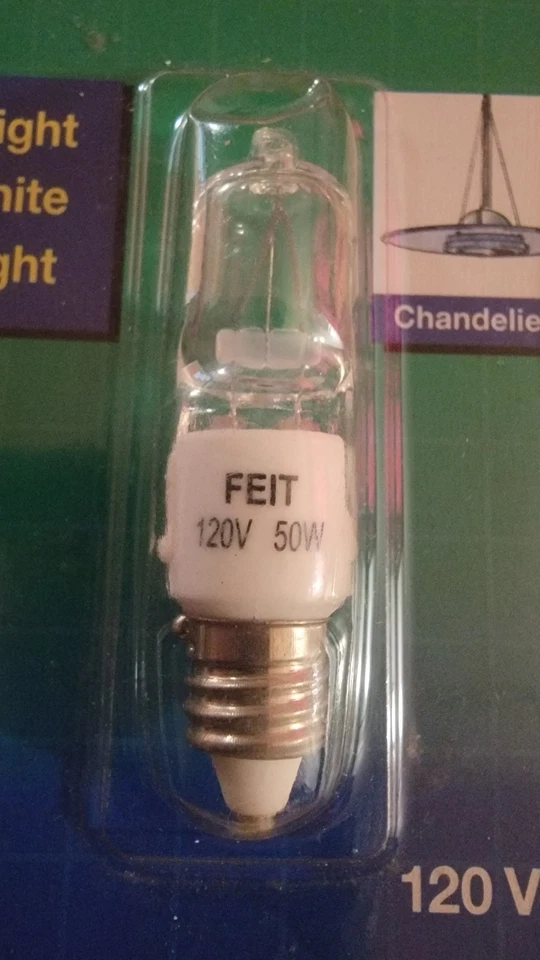 ight
hite
ght
Chandelie
FEIT
120V 50W
120 V